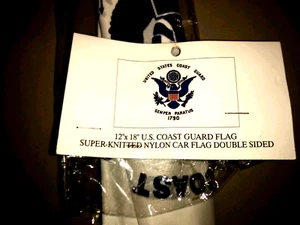 UNITED STATES COAST GUARD
SEMPER PARATUS
1790
12"x 18" U.S. COAST GUARD FLAG
SUPER-KNITTED NYLON CAR FLAG DOUBLE SIDED
COAST